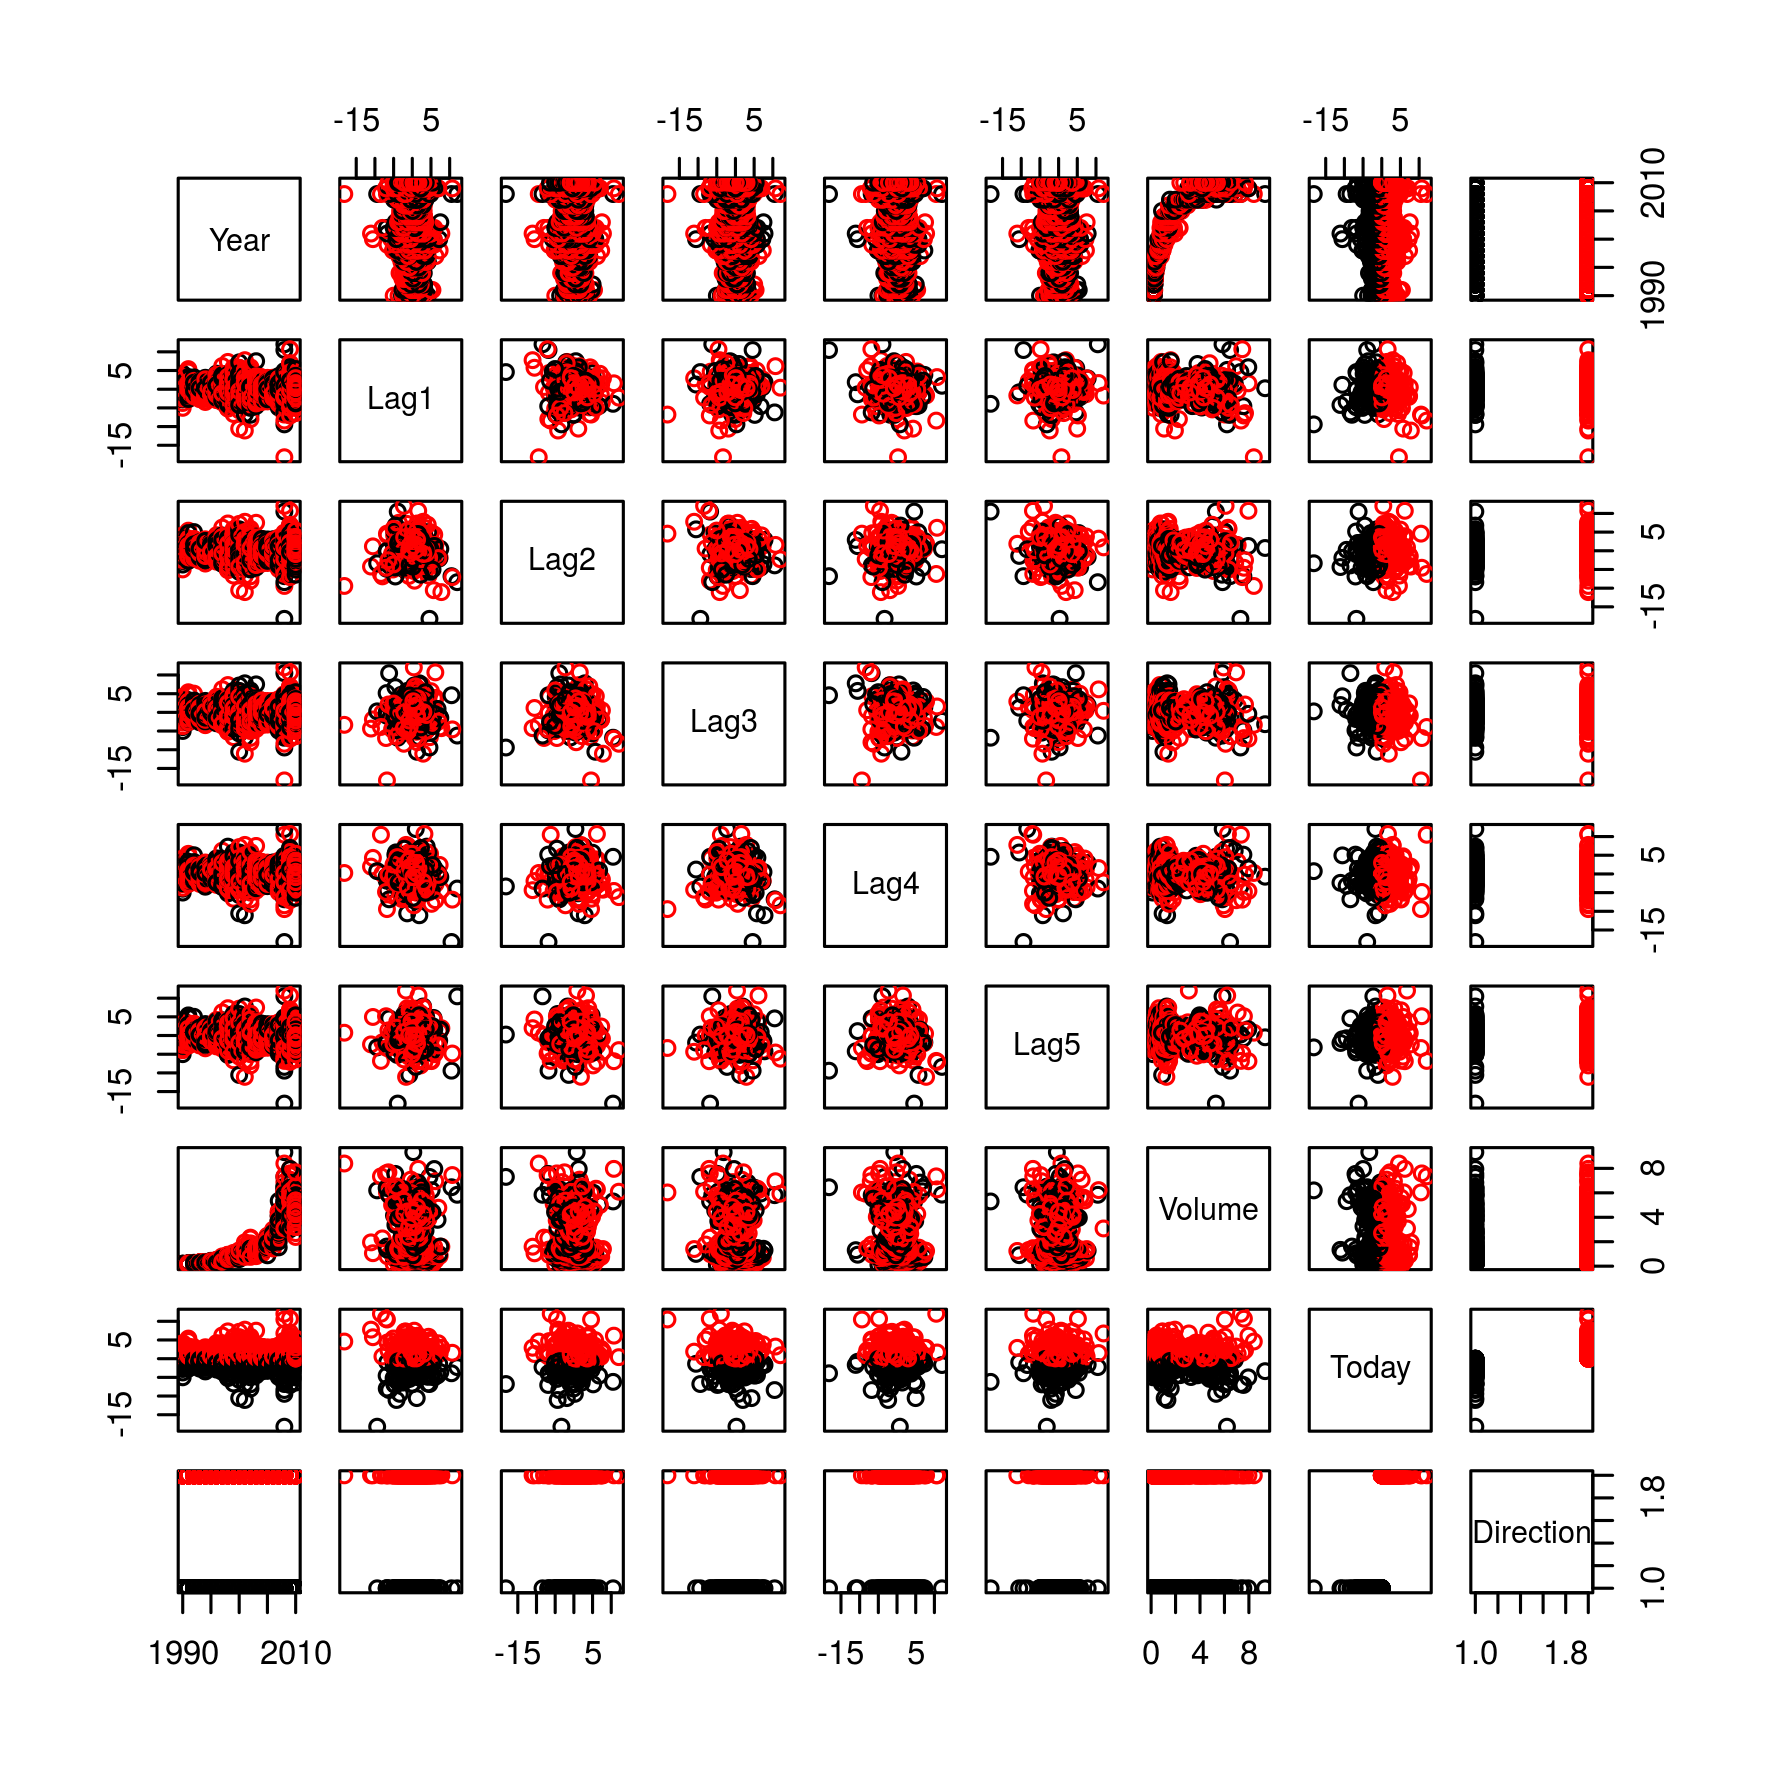 -15 5 -15 5 -15 5 -15 5
Year 1990 2010
-15 5 Lag1
Lag2 -15 5
-15 5 Lag3
Lag4 -15 5
-15 5 Lag5
Volume 0 4 8
-15 5 Today
Direction 1.0 1.8
1990 2010 -15 5 -15 5 0 4 8 1.0 1.8